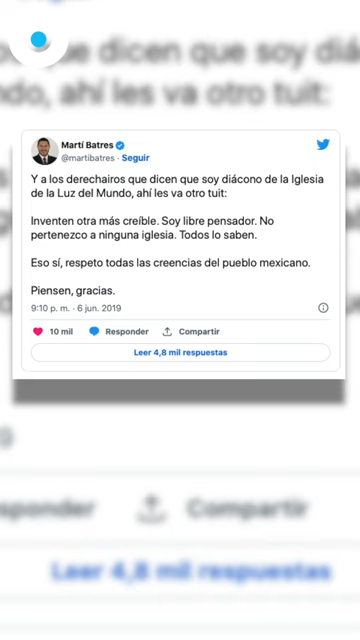 que dicen que soy diá
ndo, ahí les va otro tuit:
Martí Batres
@martibatres · Seguir
Y a los derechairos que dicen que soy diácono de la Iglesia
de la Luz del Mundo, ahí les va otro tuit:
Inventen otra más creíble. Soy libre pensador. No
pertenezco a ninguna iglesia. Todos lo saben.
Eso sí, respeto todas las creencias del pueblo mexicano.
Piensen, gracias.
9:10 p. m. · 6 jun. 2019
10 mil Responder Compartir
Leer 4,8 mil respuestas
sponder Compartir
Leer 4,8 mil respuestas